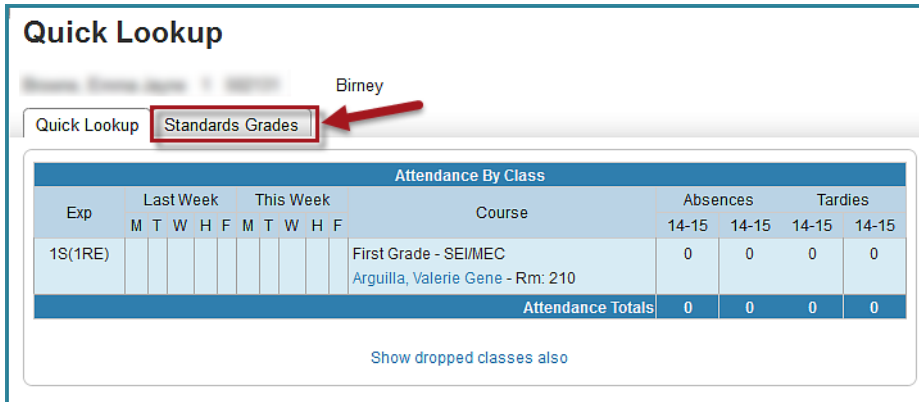 Quick Lookup
Birney
Quick Lookup Standards Grades
Attendance By Class
Exp Last Week This Week Course Absences Tardies
M T W H F M T W H F 14-15 14-15 14-15 14-15
1S(1RE) First Grade - SEI/MEC 0 0 0 0
Arguilla, Valerie Gene - Rm: 210
Attendance Totals 0 0 0 0
Show dropped classes also